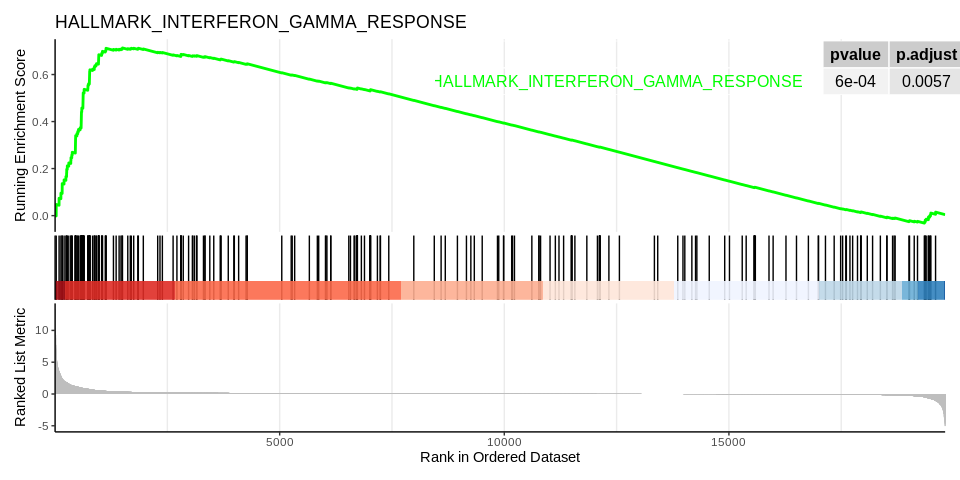 HALLMARK_INTERFERON_GAMMA_RESPONSE
pvalue p.adjust
6e-04 0.0057
HALLMARK_INTERFERON_GAMMA_RESPONSE
Running Enrichment Score
0.6
0.4
0.2
0.0
Ranked List Metric
10
5
0
-5
5000 10000 15000
Rank in Ordered Dataset